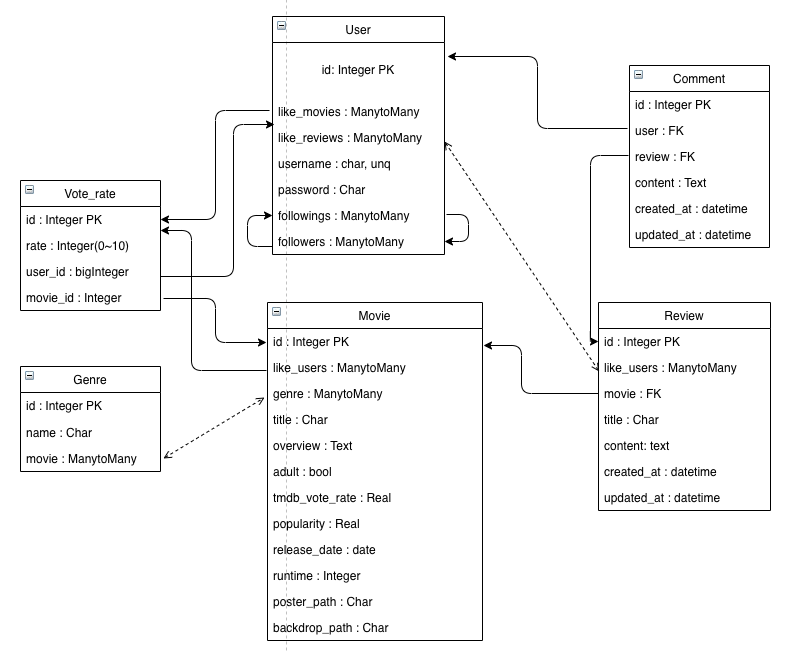 User
id: Integer PK
like_movies : ManytoMany
like_reviews : ManytoMany
username : char, unq
password : Char
followings : ManytoMany
followers : ManytoMany
Comment
id : Integer PK
user : FK
review : FK
content : Text
created_at : datetime
updated_at : datetime
Vote_rate
id : Integer PK
rate : Integer(0~10)
user_id : bigInteger
movie_id : Integer
Movie
id : Integer PK
like_users : ManytoMany
genre : ManytoMany
title : Char
overview : Text
adult : bool
tmdb_vote_rate : Real
popularity : Real
release_date : date
runtime : Integer
poster_path : Char
backdrop_path : Char
Review
id : Integer PK
like_users : ManytoMany
movie : FK
title : Char
content: text
created_at : datetime
updated_at : datetime
Genre
id : Integer PK
name : Char
movie : ManytoMany